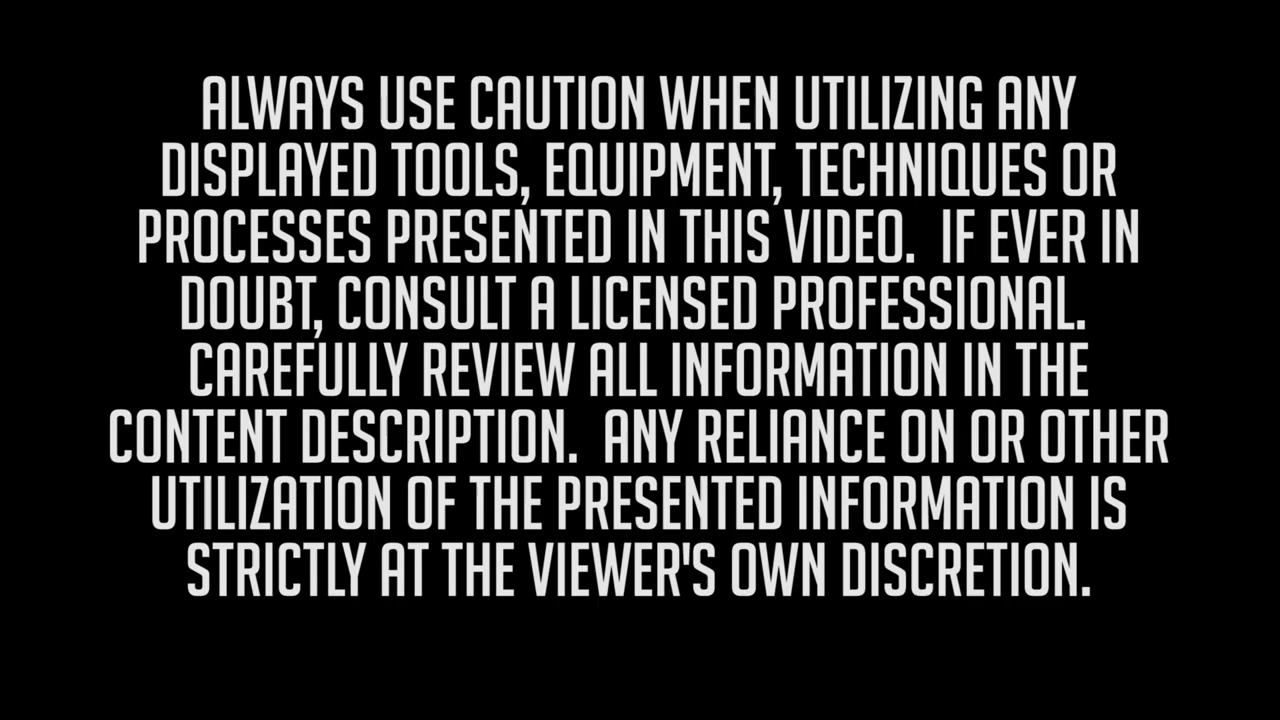 ALWAYS USE CAUTION WHEN UTILIZING ANY
DISPLAYED TOOLS, EQUIPMENT, TECHNIQUES OR
PROCESSES PRESENTED IN THIS VIDEO.  IF EVER IN
DOUBT, CONSULT A LICENSED PROFESSIONAL.
CAREFULLY REVIEW ALL INFORMATION IN THE
CONTENT DESCRIPTION.  ANY RELIANCE ON OR OTHER
UTILIZATION OF THE PRESENTED INFORMATION IS
STRICTLY AT THE VIEWER'S OWN DISCRETION.